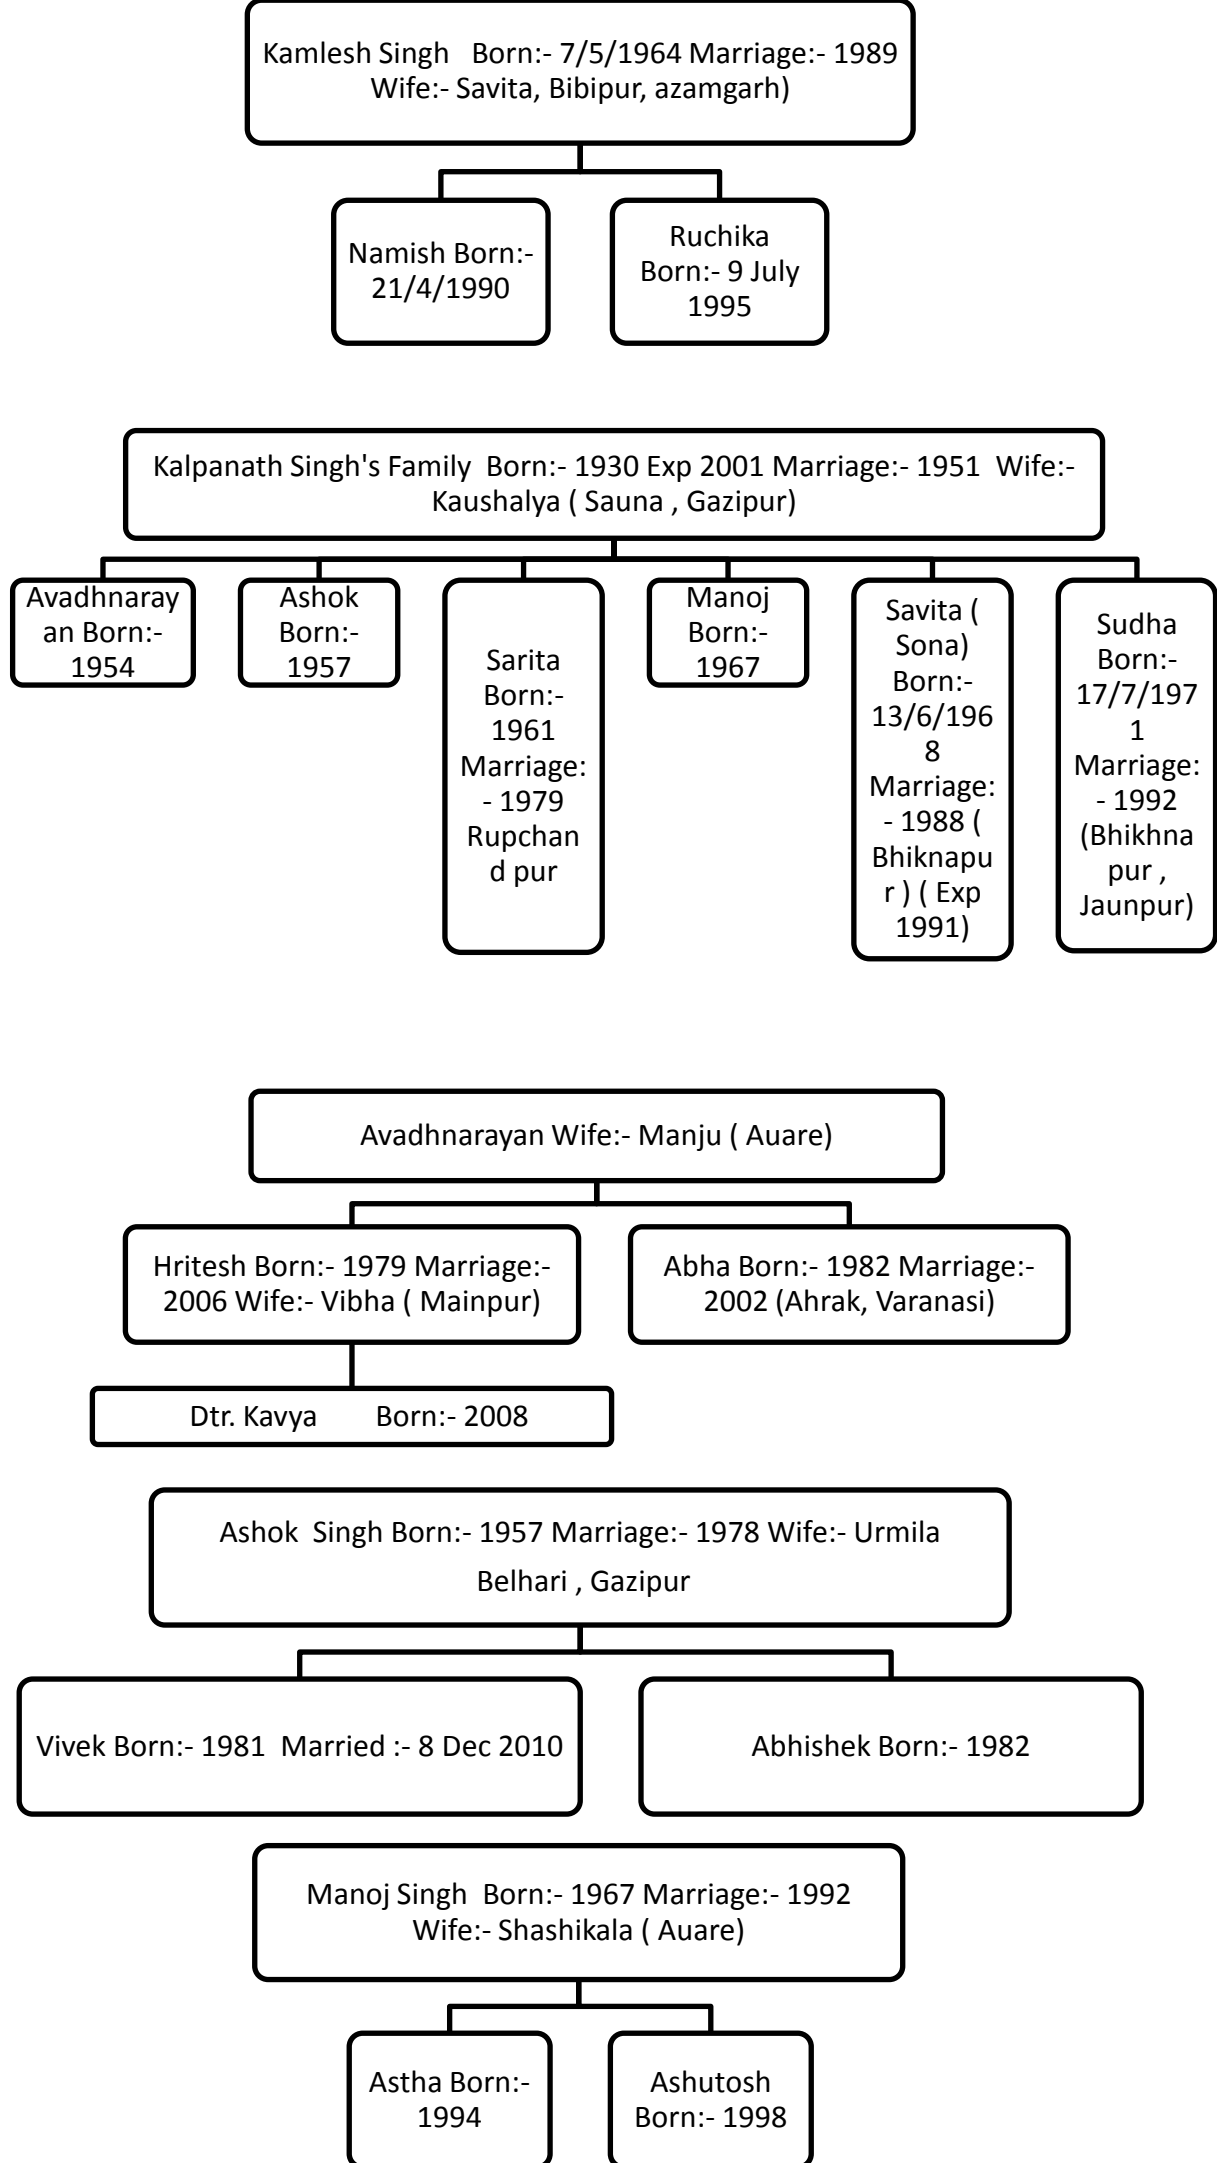 Kamlesh Singh   Born:- 7/5/1964 Marriage:- 1989
Wife:- Savita, Bibipur, azamgarh)
Namish Born:-
21/4/1990
Ruchika
Born:- 9 July
1995
Kalpanath Singh's Family  Born:- 1930 Exp 2001 Marriage:- 1951  Wife:-
Kaushalya ( Sauna , Gazipur)
Avadhnaray
an Born:-
1954
Ashok
Born:-
1957
Sarita
Born:-
1961
Marriage:
- 1979
Rupchan
d pur
Manoj
Born:-
1967
Savita (
Sona)
Born:-
13/6/196
8
Marriage:
- 1988 (
Bhiknapu
r ) ( Exp
1991)
Sudha
Born:-
17/7/197
1
Marriage:
- 1992
(Bhikhna
pur ,
Jaunpur)
Avadhnarayan Wife:- Manju ( Auare)
Hritesh Born:- 1979 Marriage:-
2006 Wife:- Vibha ( Mainpur)
Abha Born:- 1982 Marriage:-
2002 (Ahrak, Varanasi)
Dtr. Kavya       Born:- 2008
Ashok  Singh Born:- 1957 Marriage:- 1978 Wife:- Urmila
Belhari , Gazipur
Vivek Born:- 1981  Married :- 8 Dec 2010
Abhishek Born:- 1982
Manoj Singh  Born:- 1967 Marriage:- 1992
Wife:- Shashikala ( Auare)
Astha Born:-
1994
Ashutosh
Born:- 1998